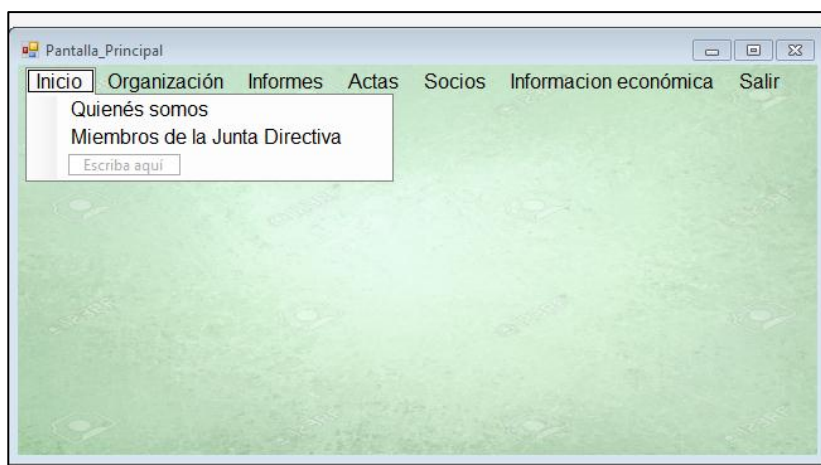 Pantalla_Principal
Inicio Organización Informes Actas Socios Informacion económica Salir
Quienés somos
Miembros de la Junta Directiva
Escriba aquí